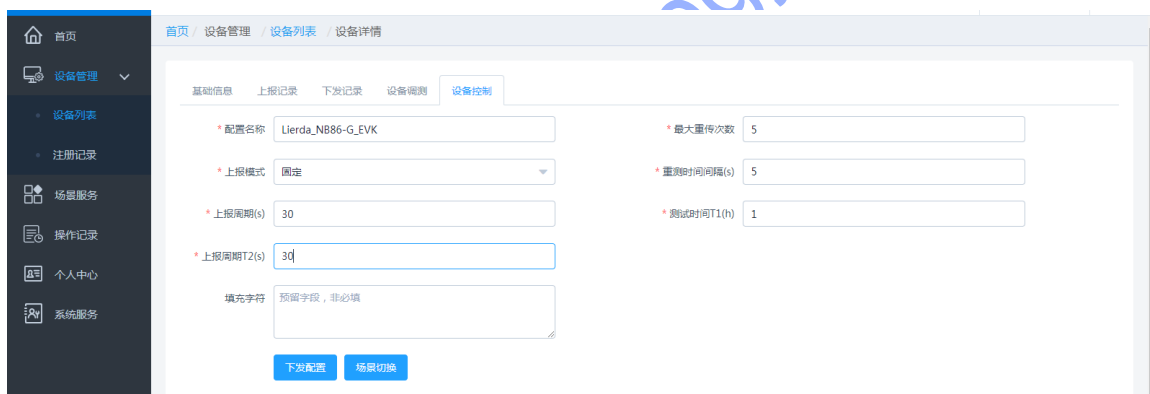 首页
设备管理
设备列表
注册记录
场景服务
操作记录
个人中心
系统服务
首页 / 设备管理 / 设备列表 / 设备详情
基础信息 上报记录 下发记录 设备调测 设备控制
* 配置名称 Lierda_NB86-G_EVK * 最大重传次数 5
* 上报模式 固定 * 重测时间间隔(s) 5
* 上报周期(s) 30 * 测试时间T1(h) 1
* 上报周期T2(s) 30
填充字符 预留字段，非必填
下发配置 场景切换